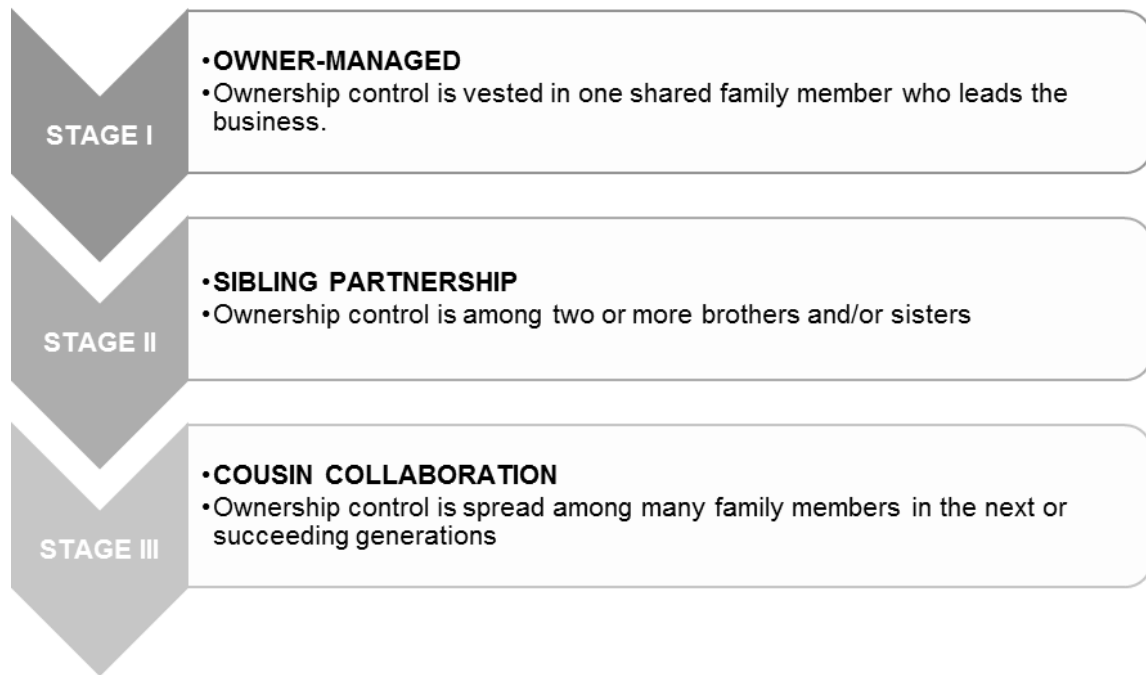 STAGE I
•OWNER-MANAGED
•Ownership control is vested in one shared family member who leads the
business.
STAGE II
•SIBLING PARTNERSHIP
•Ownership control is among two or more brothers and/or sisters
STAGE III
•COUSIN COLLABORATION
•Ownership control is spread among many family members in the next or
succeeding generations